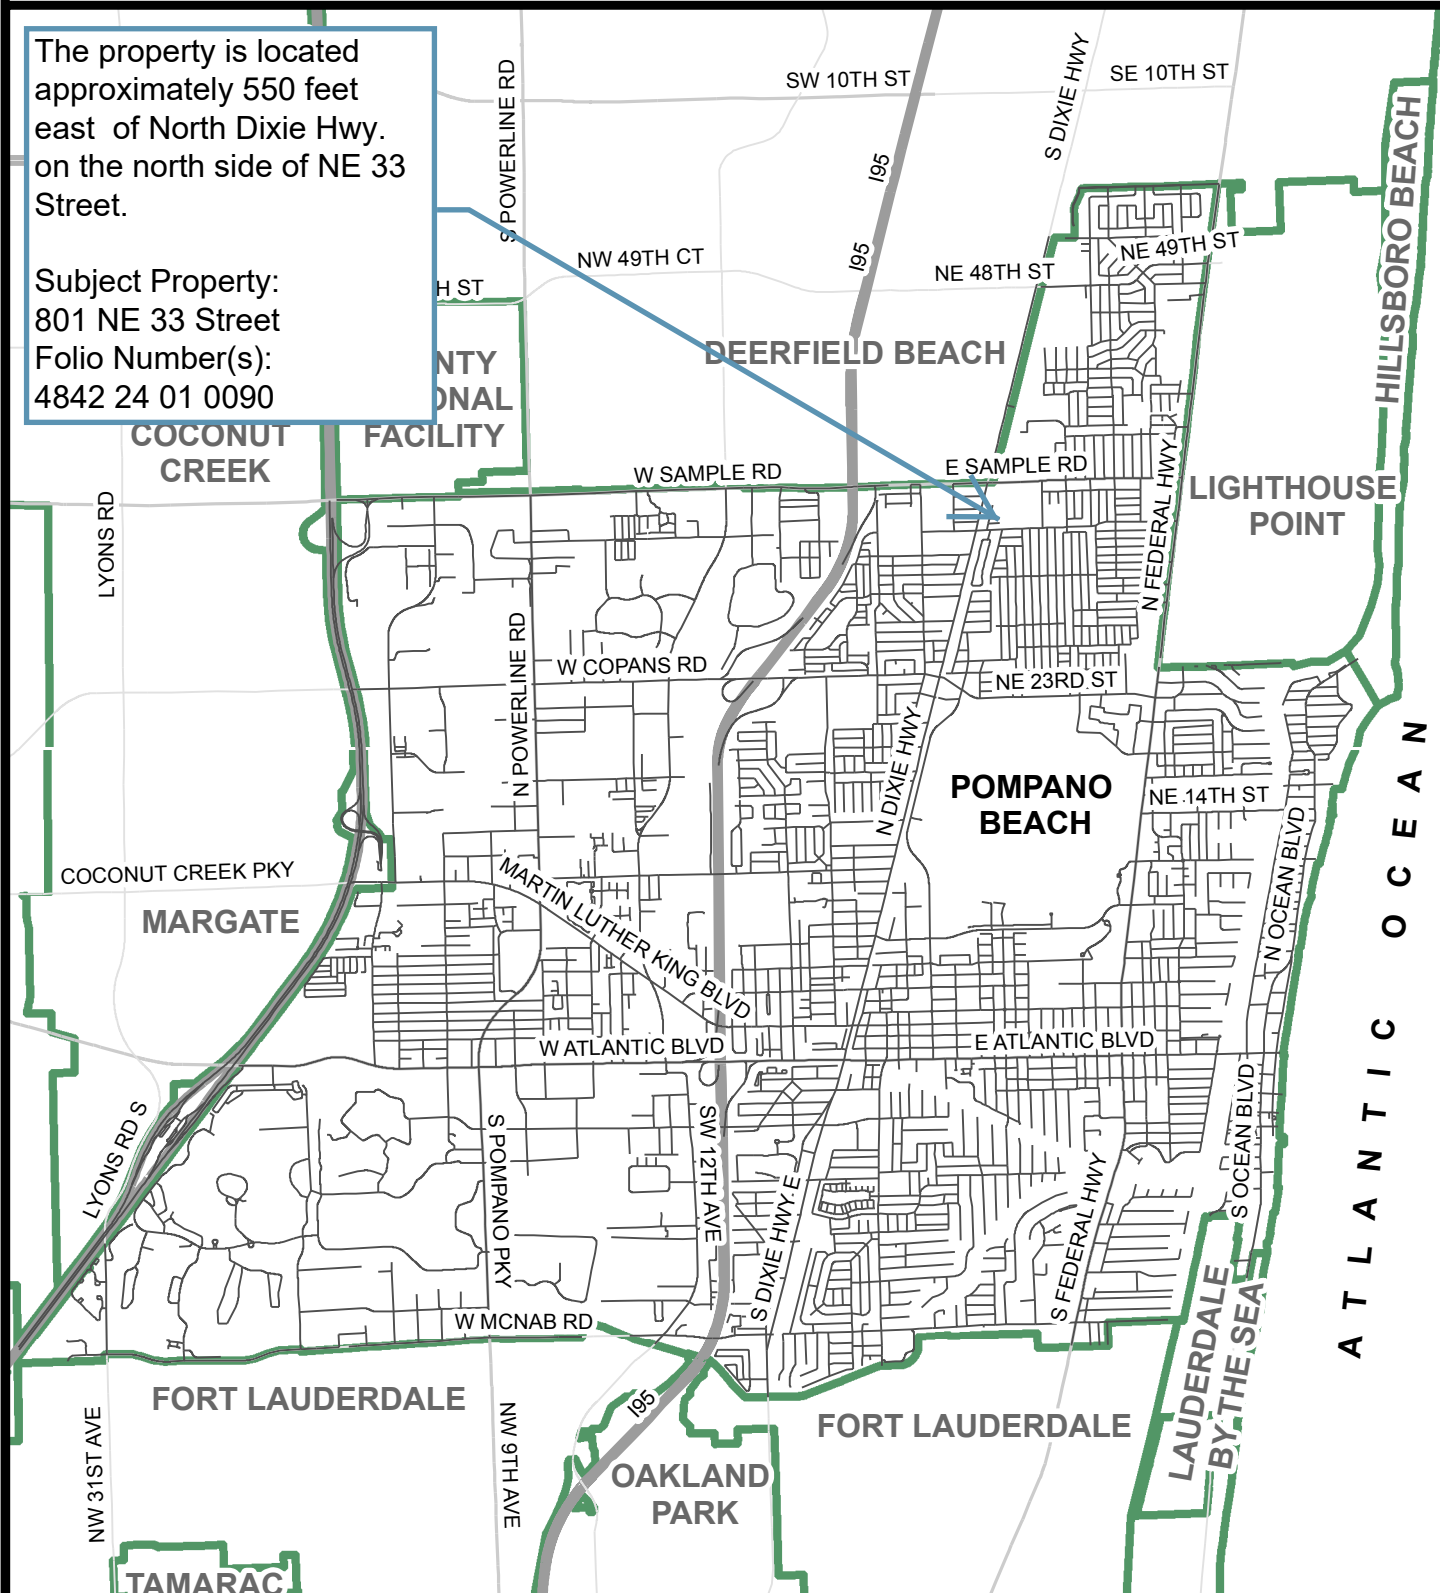 The property is located
approximately 550 feet
east  of North Dixie Hwy.
on the north side of NE 33
Street.
Subject Property:
801 NE 33 Street
Folio Number(s):
4842 24 01 0090
S POWERLINE RD
SW 10TH ST
S DIXIE HWY
SE 10TH ST
I95
HILLSBORO BEACH
NW 49TH CT
I95
NE 48TH ST
NE 49TH ST
H ST
DEERFIELD BEACH
NTY
ONAL
FACILITY
COCONUT
CREEK
W SAMPLE RD
E SAMPLE RD
LYONS RD
N FEDERAL HWY
LIGHTHOUSE
POINT
N POWERLINE RD
W COPANS RD
NE 23RD ST
N DIXIE HWY
POMPANO
BEACH
NE 14TH ST
COCONUT CREEK PKY
MARTIN LUTHER KING BLVD
N OCEAN BLVD
MARGATE
ATLANTIC OCEAN
W ATLANTIC BLVD
E ATLANTIC BLVD
LYONS RD S
S POMPANO PKY
SW 12TH AVE
S DIXIE HWY E
S FEDERAL HWY
S OCEAN BLVD
W MCNAB RD
LAUDERDALE
BY THE SEA
FORT LAUDERDALE
I95
FORT LAUDERDALE
NW 31ST AVE
NW 9TH AVE
OAKLAND
PARK
TAMARAC